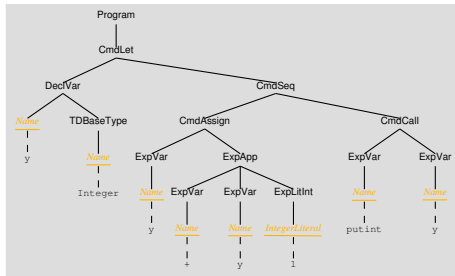 Program
CmdLet
DeclVar CmdSeq
Name TDBaseType CmdAssign CmdCall
y Name ExpVar ExpApp ExpVar ExpVar
Integer Name ExpVar ExpVar ExpLitInt Name Name
y Name Name IntegerLiteral putint y
+ y 1